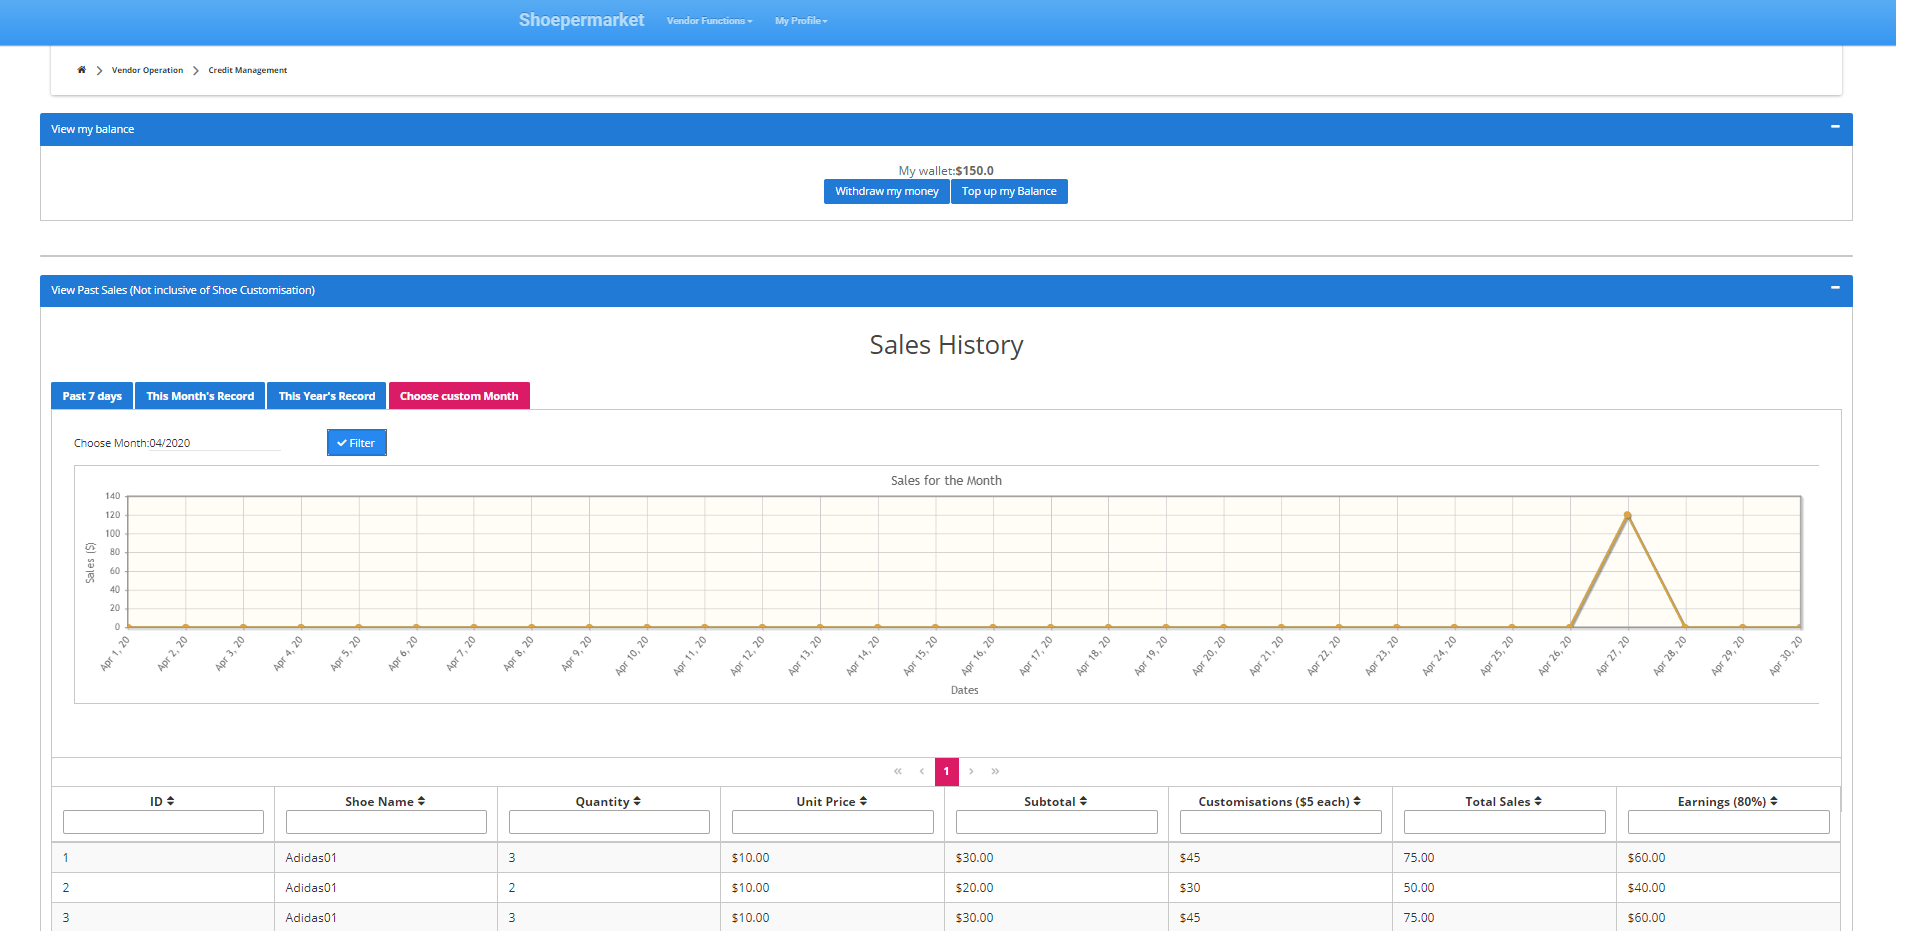 Shoepermarket Vendor Functions My Profile
Vendor Operation Credit Management
View my balance
My wallet:$150.0
Withdraw my money Top up my Balance
View Past Sales (Not inclusive of Shoe Customisation)
Sales History
Past 7 days This Month's Record This Year's Record Choose custom Month
Choose Month:04/2020 Filter
Sales for the Month
140
120
100
80
60
40
20
0
Sales ($)
Apr 1, 20 Apr 2, 20 Apr 3, 20 Apr 4, 20 Apr 5, 20 Apr 6, 20 Apr 7, 20 Apr 8, 20 Apr 9, 20 Apr 10, 20 Apr 11, 20 Apr 12, 20 Apr 13, 20 Apr 14, 20 Apr 15, 20 Apr 16, 20 Apr 17, 20 Apr 18, 20 Apr 19, 20 Apr 20, 20 Apr 21, 20 Apr 22, 20 Apr 23, 20 Apr 24, 20 Apr 25, 20 Apr 26, 20 Apr 27, 20 Apr 28, 20 Apr 29, 20 Apr 30, 20
Dates
« ‹ 1 › »
ID Shoe Name Quantity Unit Price Subtotal Customisations ($5 each) Total Sales Earnings (80%)
1 Adidas01 3 $10.00 $30.00 $45 75.00 $60.00
2 Adidas01 2 $10.00 $20.00 $30 50.00 $40.00
3 Adidas01 3 $10.00 $30.00 $45 75.00 $60.00